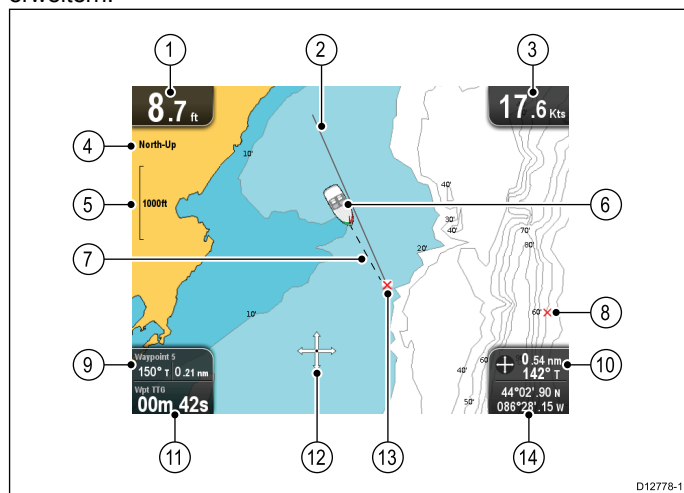 1
2
3
8.7 ft
17.6 Kts
4
North-Up
10'
5
1000ft
40'
6
30'
40'
70'
80'
20'
7
60'
8
10'
9
Waypoint 5
150° T 0.21 nm
60
0.54 nm
142° T
10
40'
Wpt TTG
00m 42s
44°02'.90 N
086°28'.15 W
50'
11
12
13
14
D12778-1